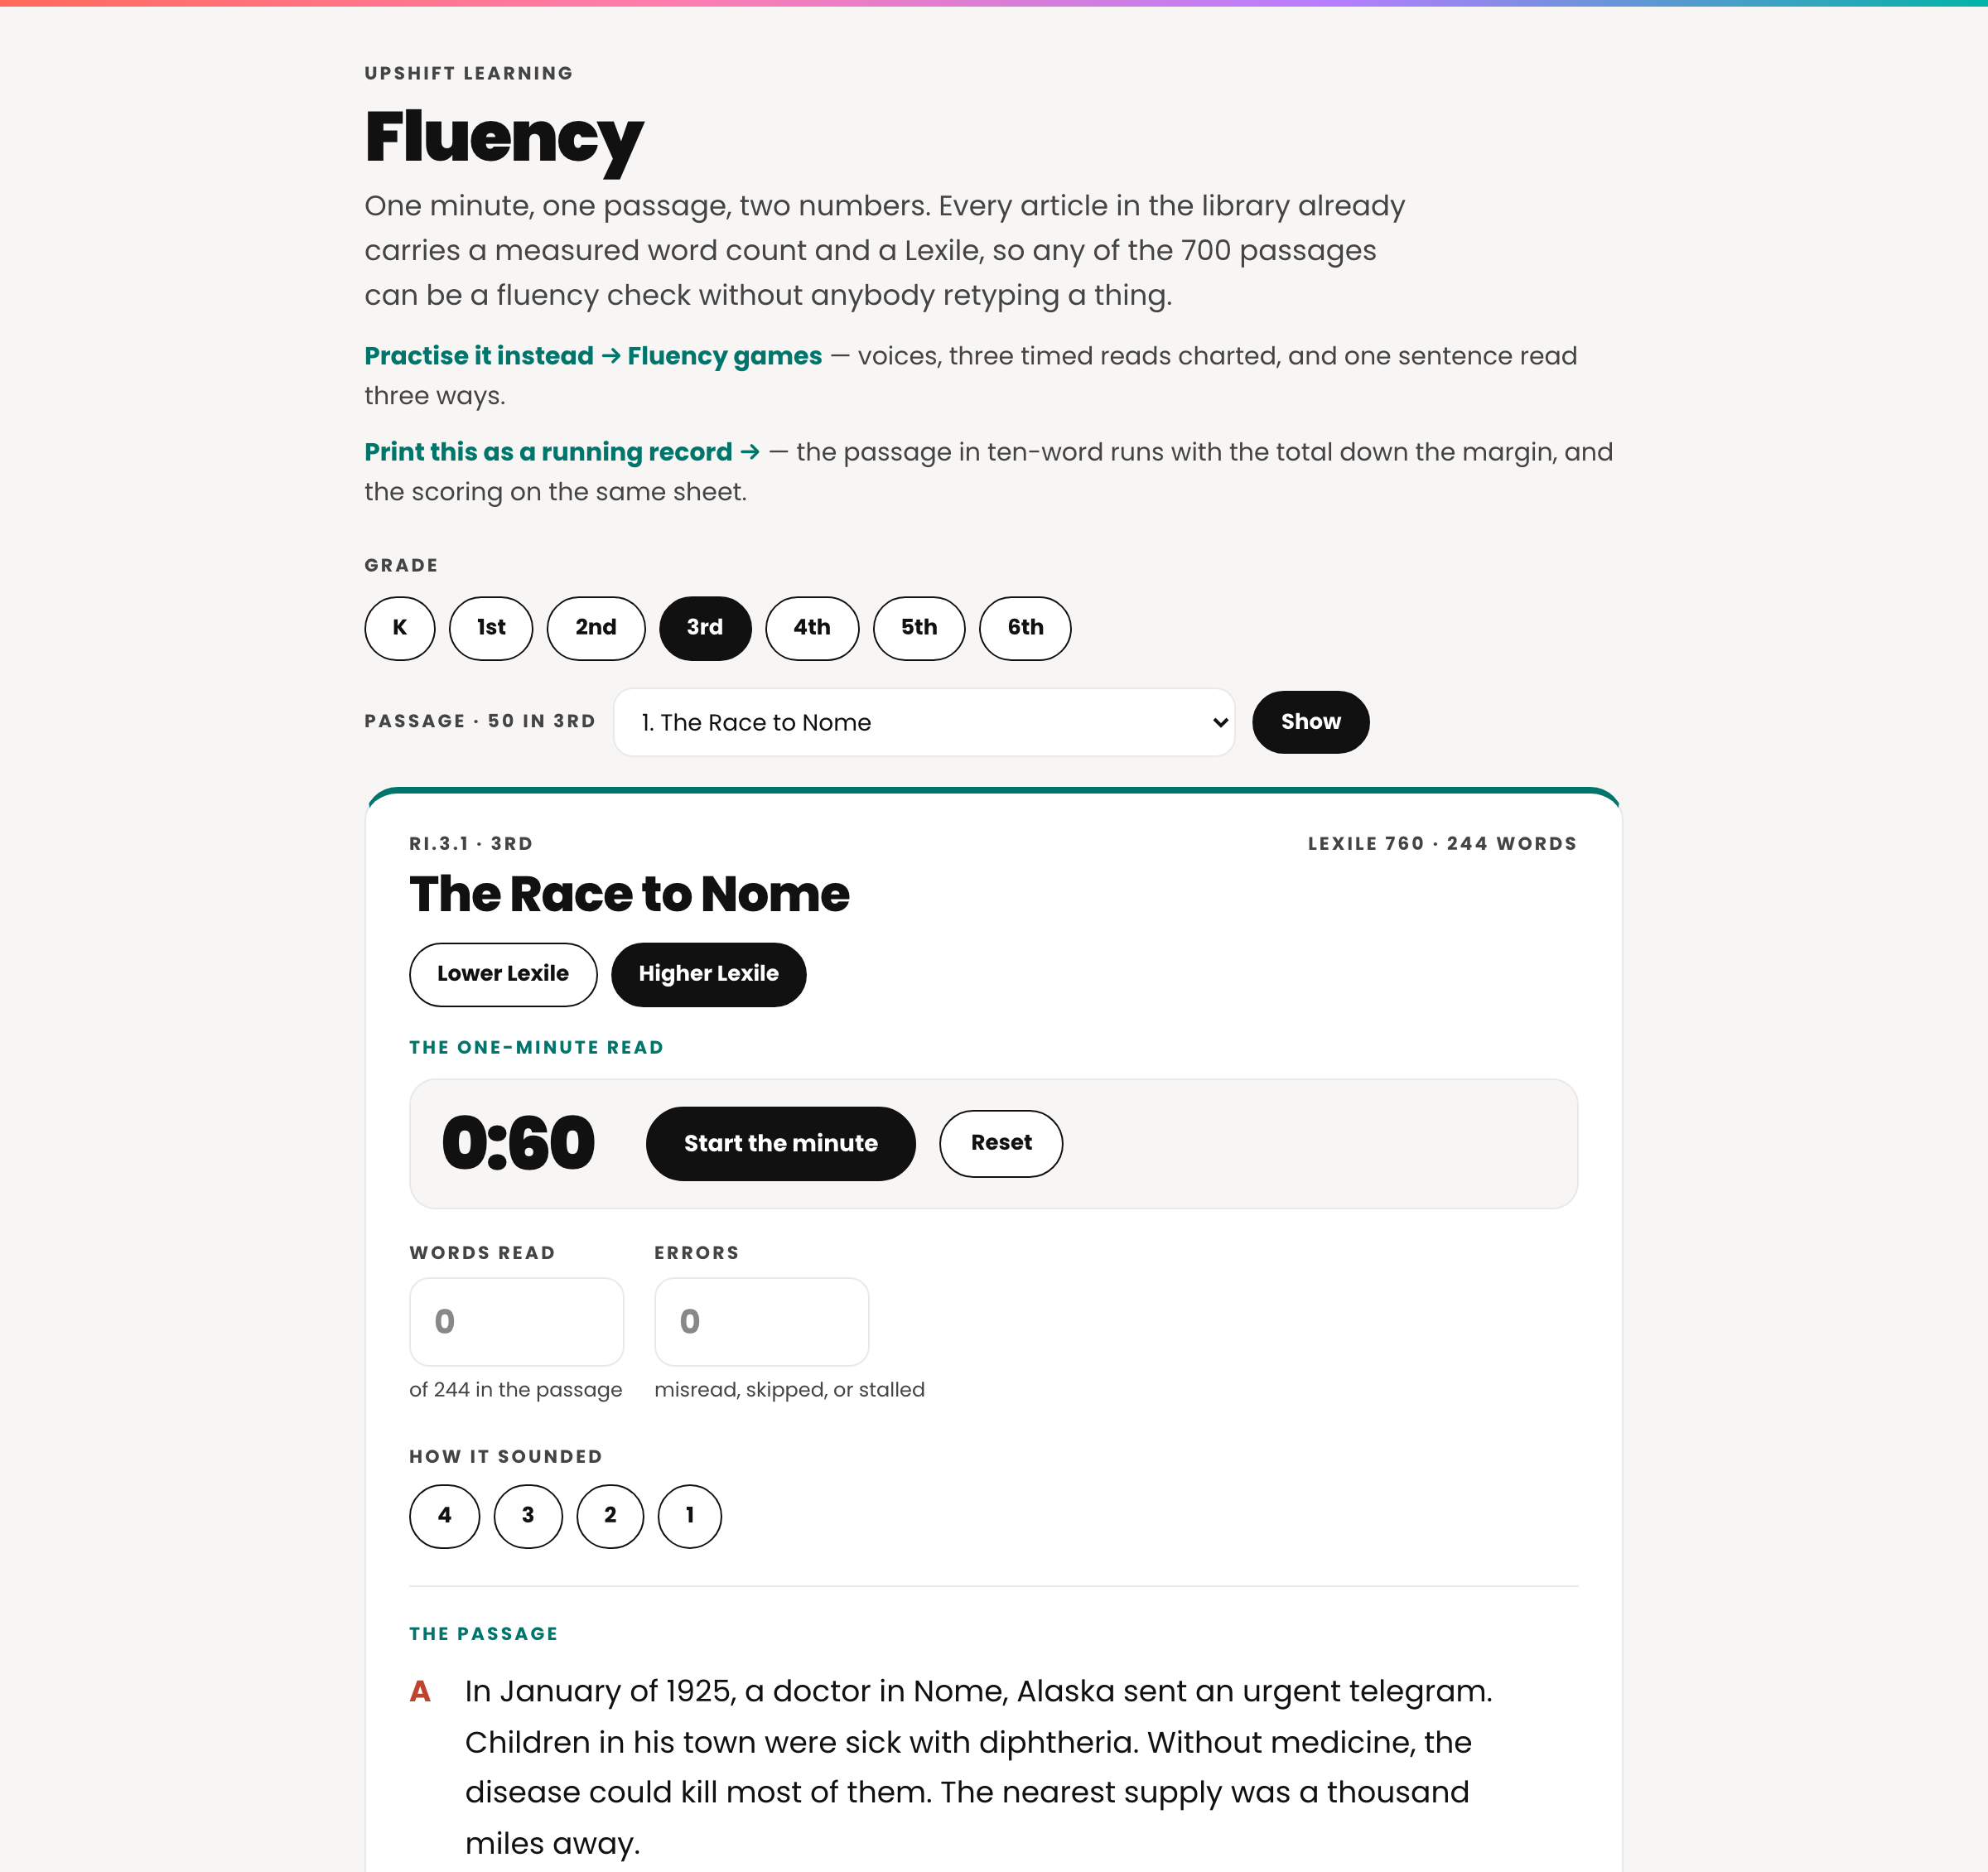 UPSHIFT LEARNING
Fluency
One minute, one passage, two numbers. Every article in the library already
carries a measured word count and a Lexile, so any of the 700 passages
can be a fluency check without anybody retyping a thing.
Practise it instead → Fluency games — voices, three timed reads charted, and one sentence read
three ways.
Print this as a running record → — the passage in ten-word runs with the total down the margin, and
the scoring on the same sheet.
GRADE
K 1st 2nd 3rd 4th 5th 6th
PASSAGE · 50 IN 3RD 1. The Race to Nome Show
RI.3.1 · 3RD LEXILE 760 · 244 WORDS
The Race to Nome
Lower Lexile Higher Lexile
THE ONE-MINUTE READ
0:60 Start the minute Reset
WORDS READ ERRORS
0 0
of 244 in the passage misread, skipped, or stalled
HOW IT SOUNDED
4 3 2 1
THE PASSAGE
A In January of 1925, a doctor in Nome, Alaska sent an urgent telegram.
Children in his town were sick with diphtheria. Without medicine, the
disease could kill most of them. The nearest supply was a thousand
miles away.